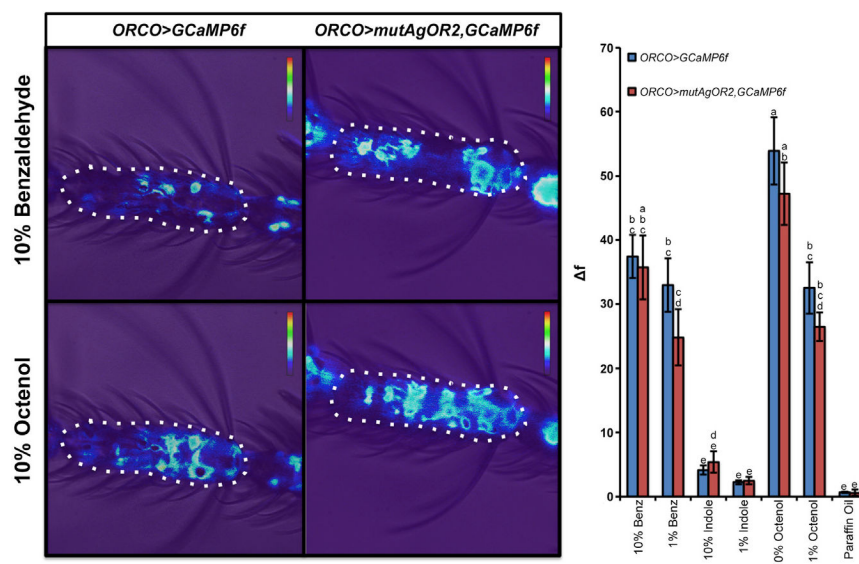 ORCO>GCaMP6f
ORCO>mutAgOR2,GCaMP6f
10% Benzaldehyde
10% Octenol
70
60
50
40
30
20
10
0
Δf
ORCO>GCaMP6f
ORCO>mutAgOR2,GCaMP6f
b
c
a
b
c
b
c
c
d
e
d
e
e
e
a
a
b
b
c
b
c
d
e
e
10% Benz
1% Benz
10% Indole
1% Indole
0% Octenol
1% Octenol
Paraffin Oil